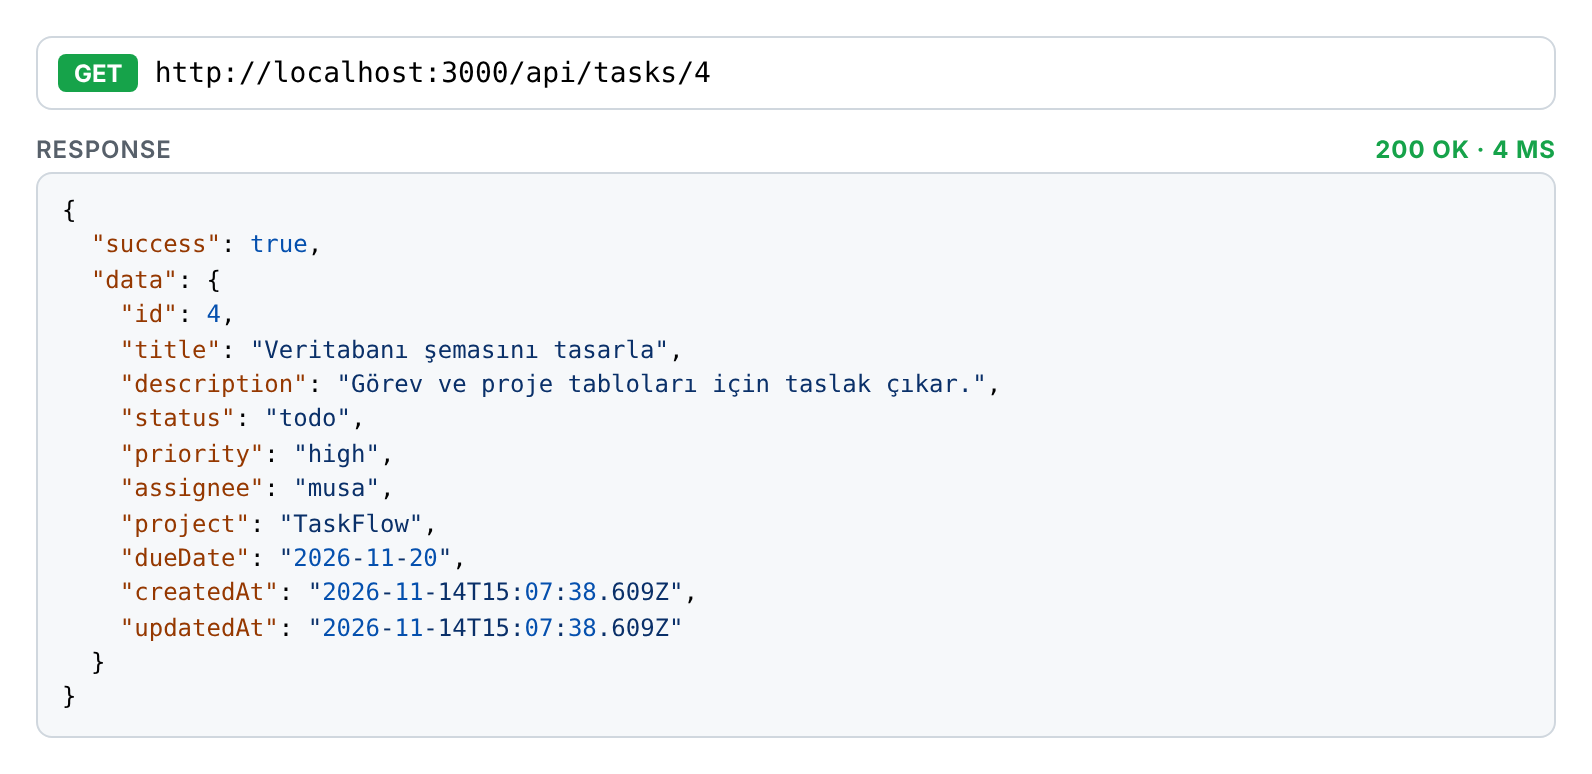 GET http://localhost:3000/api/tasks/4
RESPONSE 200 OK · 4 MS
{
  "success": true,
  "data": {
    "id": 4,
    "title": "Veritabanı şemasını tasarla",
    "description": "Görev ve proje tabloları için taslak çıkar.",
    "status": "todo",
    "priority": "high",
    "assignee": "musa",
    "project": "TaskFlow",
    "dueDate": "2026-11-20",
    "createdAt": "2026-11-14T15:07:38.609Z",
    "updatedAt": "2026-11-14T15:07:38.609Z"
  }
}